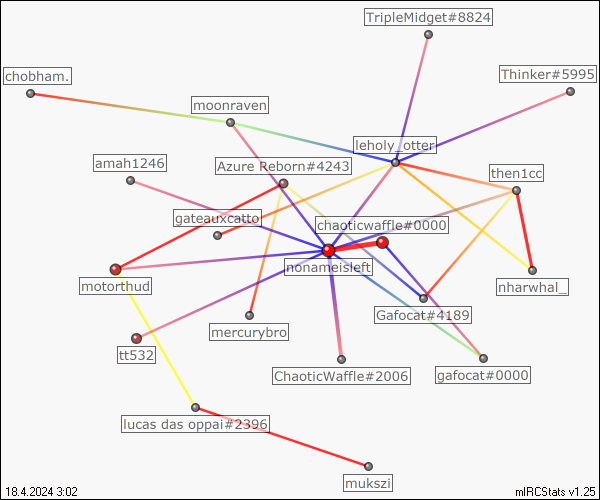 TripleMidget#8824
chobham.
Thinker#5995
moonraven
leholy_otter
amah1246
Azure Reborn#4243
then1cc
gateauxcatto
chaoticwaffle#0000
nonameisleft
motorthud
nharwhal_
Gafocat#4189
mercurybro
tt532
ChaoticWaffle#2006
gafocat#0000
lucas das oppai#2396
mukszi
18.4.2024 3:02
mIRCStats v1.25